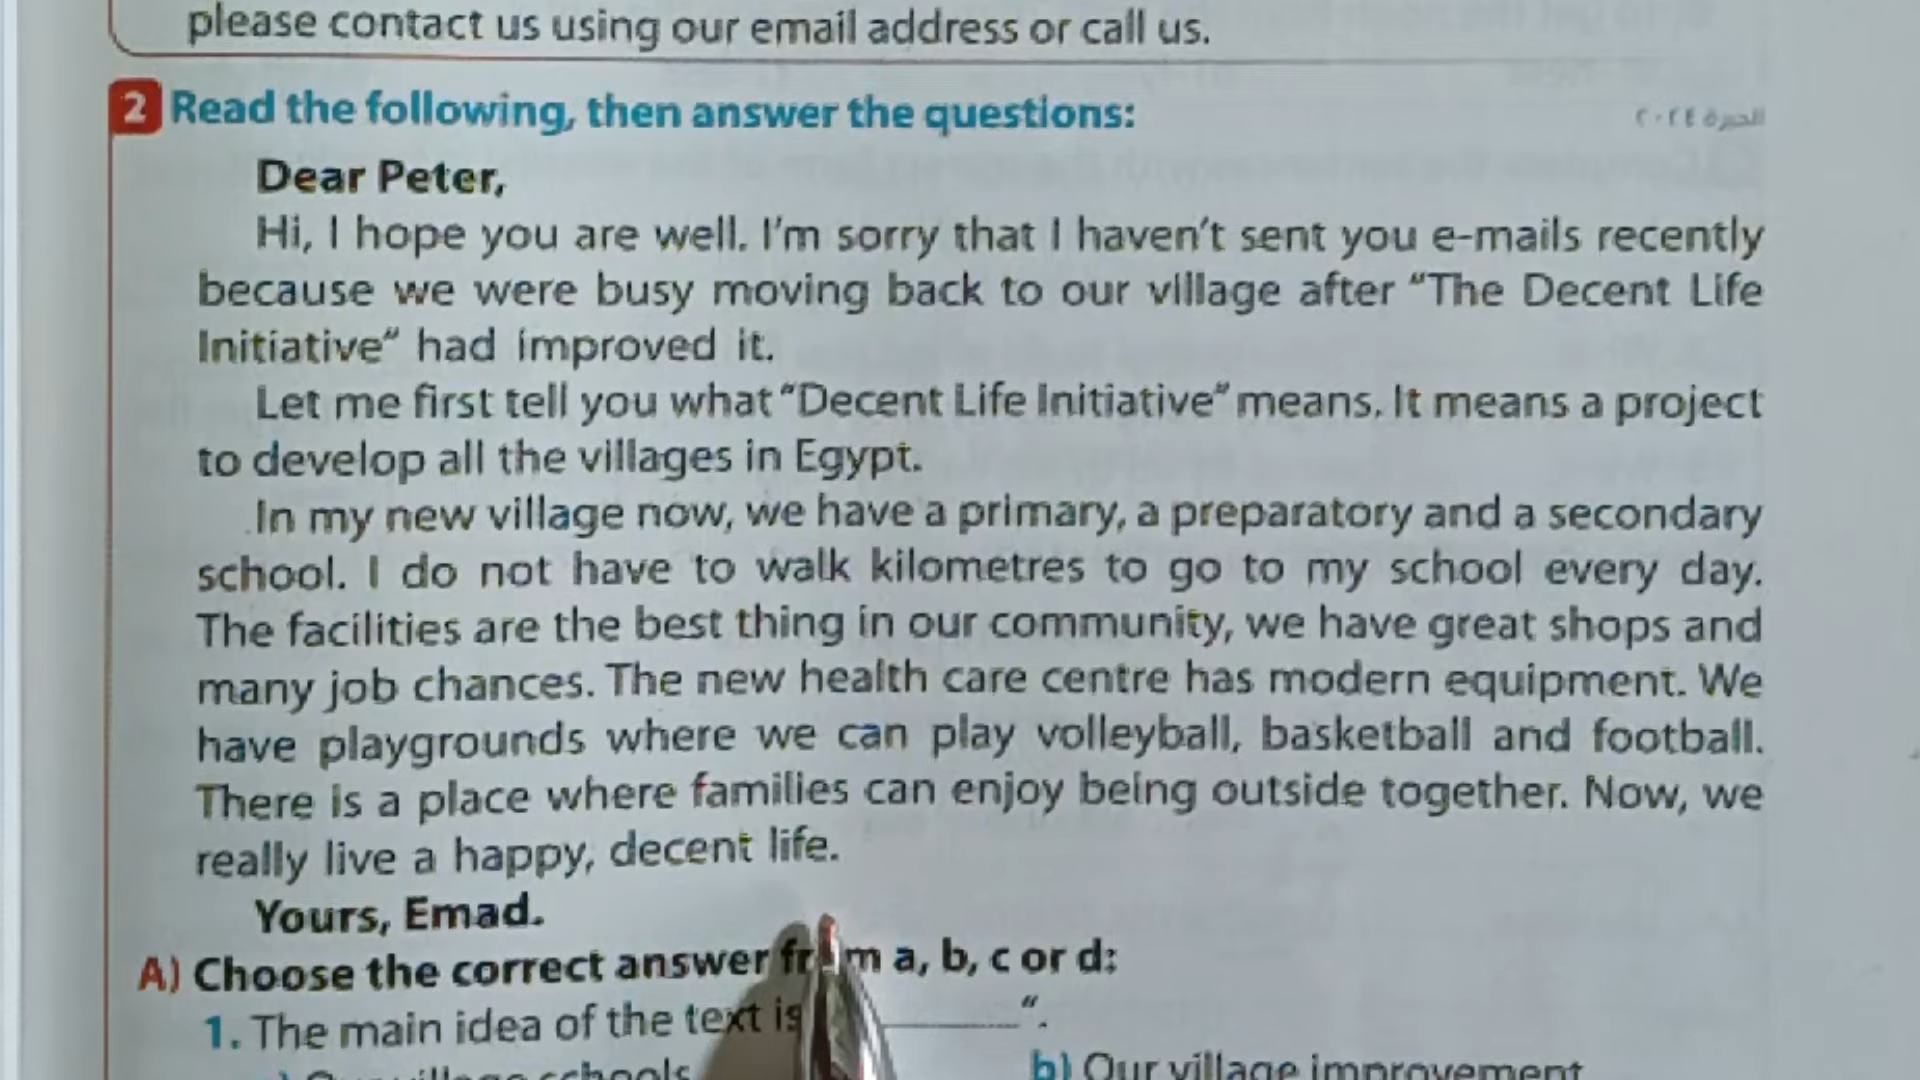 please contact us using our email address or call us.
2 Read the following, then answer the questions:
الجيزة ٢٠٢٤
Dear Peter,
Hi, I hope you are well. I'm sorry that I haven't sent you e-mails recently
because we were busy moving back to our village after “The Decent Life
Initiative“ had improved it.
Let me first tell you what “Decent Life Initiative” means. It means a project
to develop all the villages in Egypt.
In my new village now, we have a primary, a preparatory and a secondary
school. I do not have to walk kilometres to go to my school every day.
The facilities are the best thing in our community, we have great shops and
many job chances. The new health care centre has modern equipment. We
have playgrounds where we can play volleyball, basketball and football.
There is a place where families can enjoy being outside together. Now, we
really live a happy, decent life.
Yours, Emad.
A) Choose the correct answer from a, b, c or d:
1. The main idea of the text is ________“.
schools
b) Our village improvement